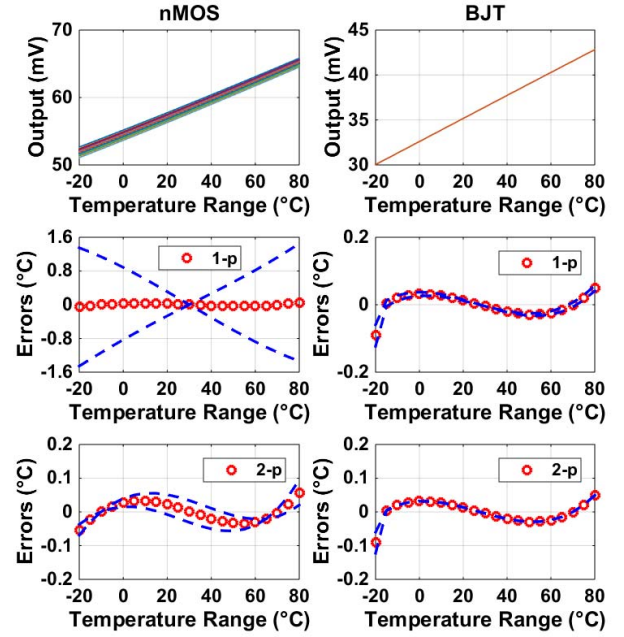 nMOS BJT
70 45
Output (mV) 60 Output (mV) 40
35
50 30
-20 0 20 40 60 80 -20 0 20 40 60 80
Temperature Range (°C) Temperature Range (°C)
1.6 0.2
1-p 1-p
0.8
Errors (°C) 0 Errors (°C) 0
-0.8
-1.6 -0.2
-20 0 20 40 60 80 -20 0 20 40 60 80
Temperature Range (°C) Temperature Range (°C)
0.2 0.2
2-p 2-p
0.1 0.1
Errors (°C) 0 Errors (°C) 0
-0.1 -0.1
-0.2 -0.2
-20 0 20 40 60 80 -20 0 20 40 60 80
Temperature Range (°C) Temperature Range (°C)